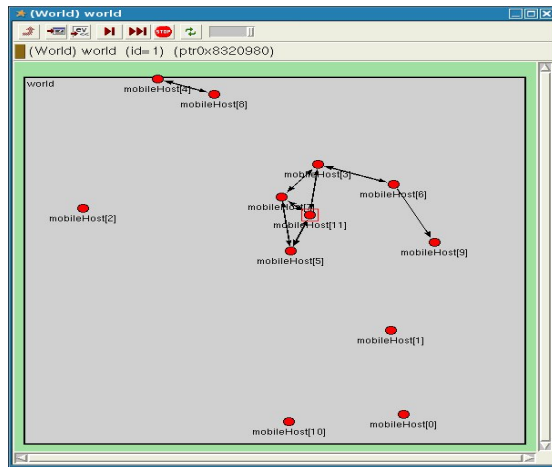 (World) world
STOP
(World) world (id=1) (ptr0x8320980)
world
mobileHost[4]
mobileHost[8]
mobileHost[3]
mobileHost[6]
mobileHost[2]
mobileHost[11]
mobileHost[9]
mobileHost[5]
mobileHost[1]
mobileHost[0]
mobileHost[10]